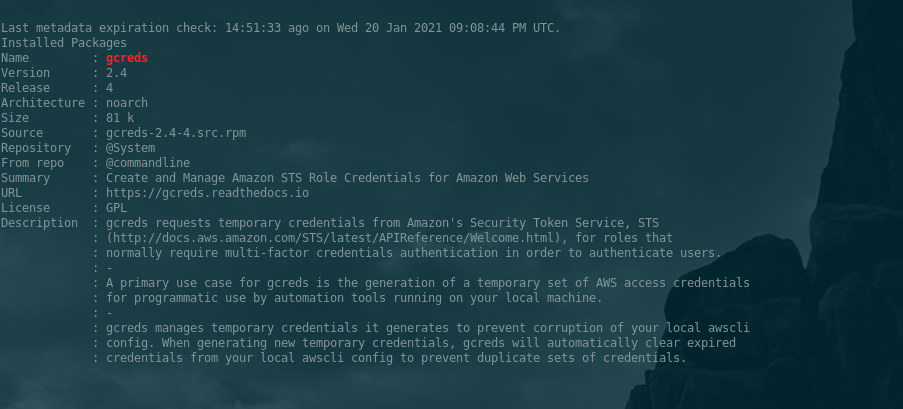 Last metadata expiration check: 14:51:33 ago on Wed 20 Jan 2021 09:08:44 PM UTC.
Installed Packages
Name         : gcreds
Version      : 2.4
Release      : 4
Architecture : noarch
Size         : 81 k
Source       : gcreds-2.4-4.src.rpm
Repository   : @System
From repo    : @commandline
Summary      : Create and Manage Amazon STS Role Credentials for Amazon Web Services
URL          : https://gcreds.readthedocs.io
License      : GPL
Description  : gcreds requests temporary credentials from Amazon's Security Token Service, STS
             : (http://docs.aws.amazon.com/STS/latest/APIReference/Welcome.html), for roles that
             : normally require multi-factor credentials authentication in order to authenticate users.
             : -
             : A primary use case for gcreds is the generation of a temporary set of AWS access credentials
             : for programmatic use by automation tools running on your local machine.
             : -
             : gcreds manages temporary credentials it generates to prevent corruption of your local awscli
             : config. When generating new temporary credentials, gcreds will automatically clear expired
             : credentials from your local awscli config to prevent duplicate sets of credentials.